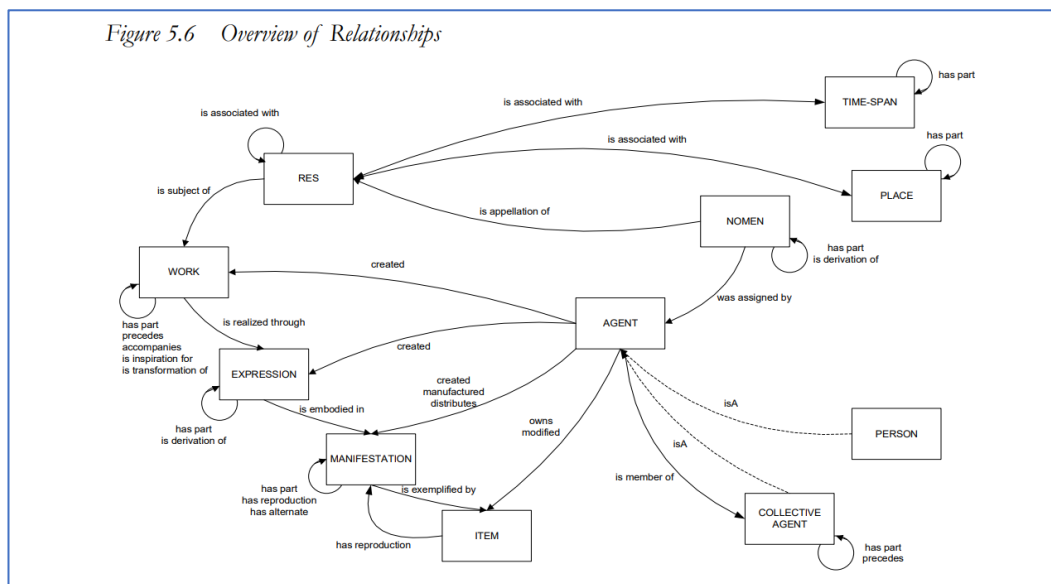 Figure 5.6 Overview of Relationships
has part
TIME-SPAN
is associated with
is associated with
has part
is associated with
RES
PLACE
is subject of
is appellation of
NOMEN
has part
is derivation of
WORK
created
was assigned by
has part
precedes
accompanies
is inspiration for
is transformation of
is realized through
AGENT
created
EXPRESSION
created
manufactured
distributes
has part
is derivation of
is embodied in
owns
modified
isA
PERSON
isA
MANIFESTATION
is member of
has part
has reproduction
has alternate
is exemplified by
COLLECTIVE
AGENT
ITEM
has reproduction
has part
precedes